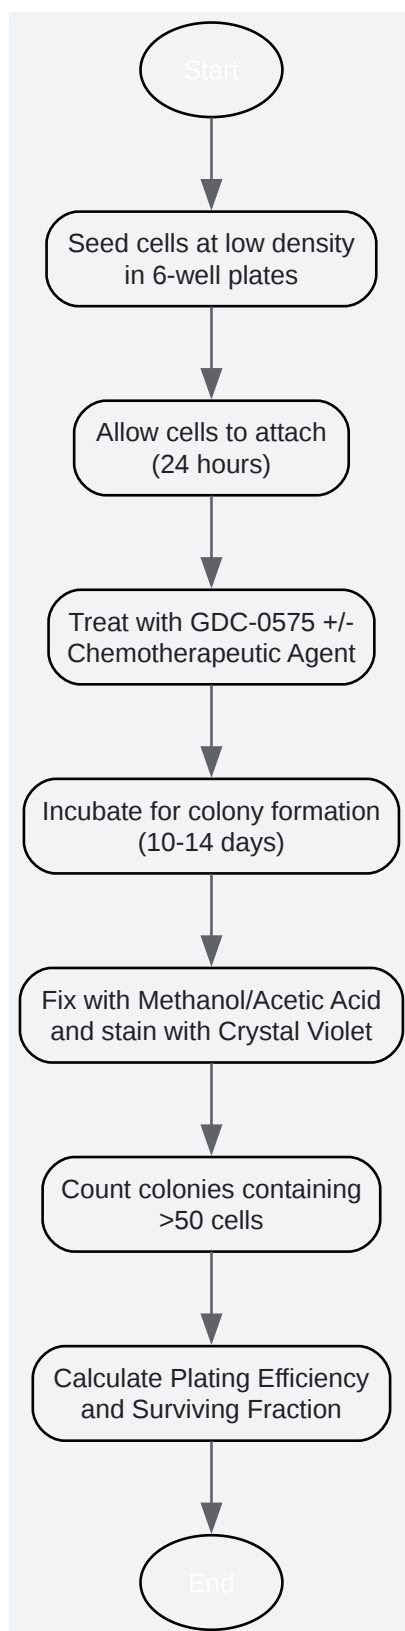 Start
Seed cells at low density
in 6-well plates
Allow cells to attach
(24 hours)
Treat with GDC-0575 +/-
Chemotherapeutic Agent
Incubate for colony formation
(10-14 days)
Fix with Methanol/Acetic Acid
and stain with Crystal Violet
Count colonies containing
>50 cells
Calculate Plating Efficiency
and Surviving Fraction
End